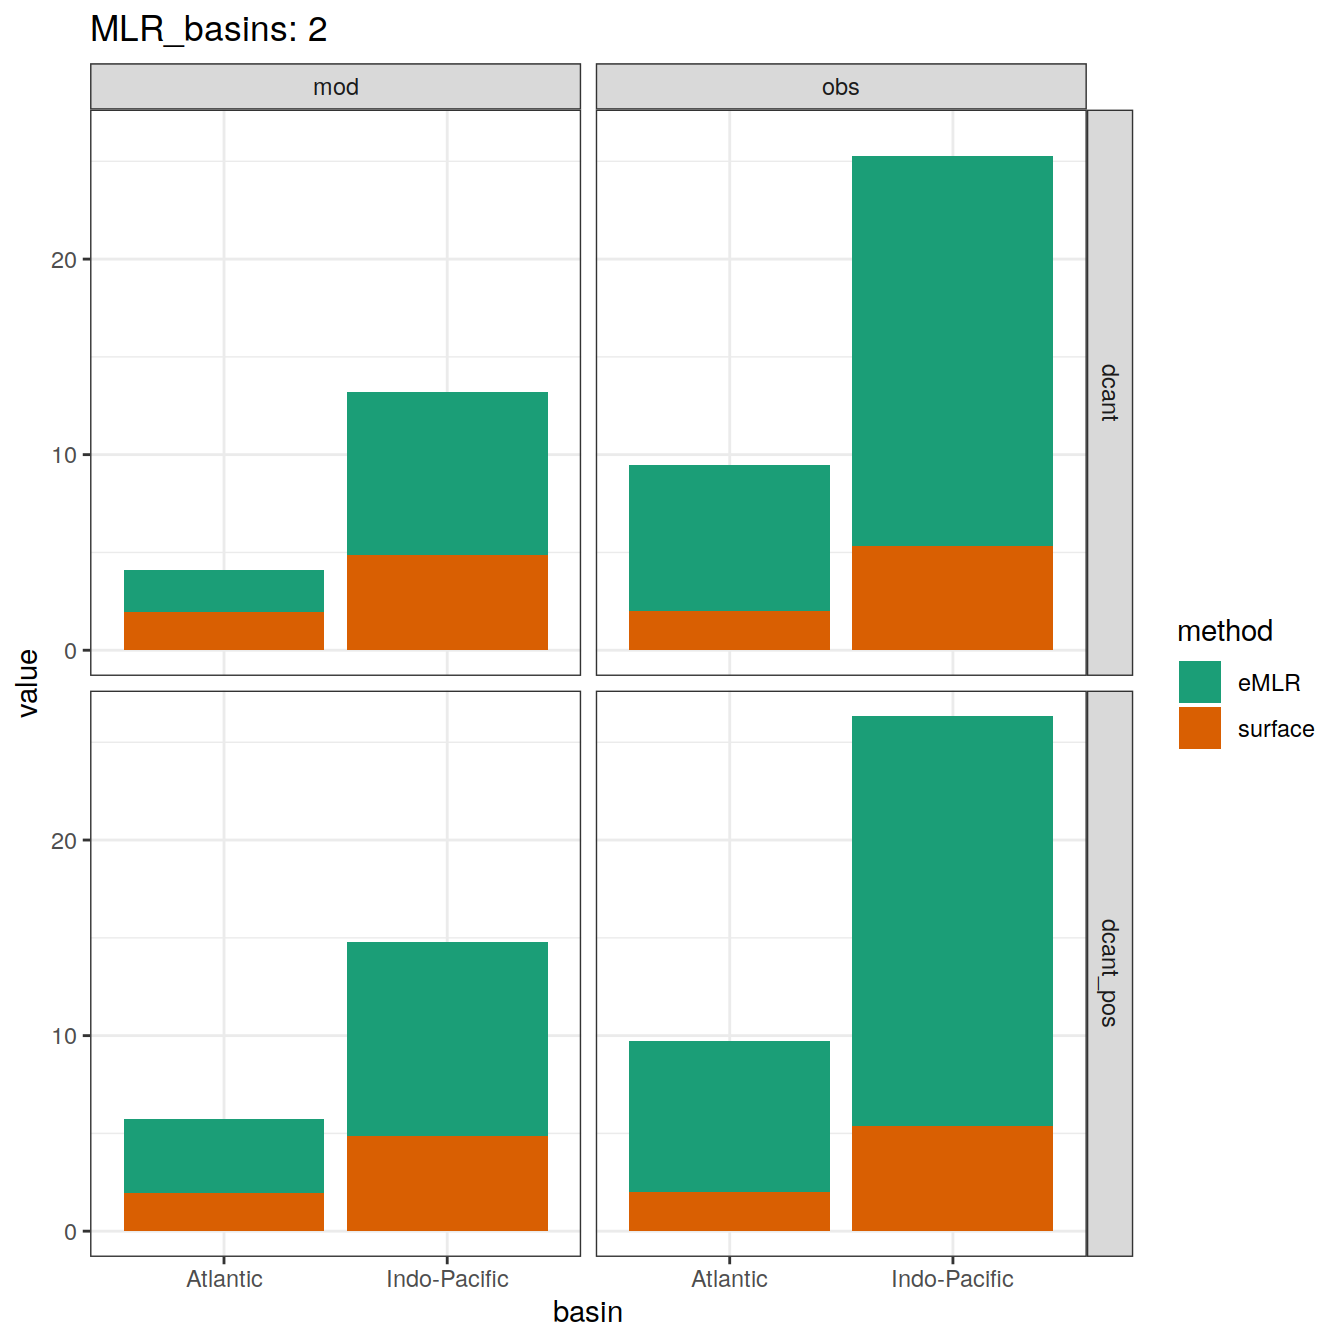 MLR_basins: 2
mod
obs
20
10
0
dcant
20
10
0
dcant_pos
value
Atlantic
Indo-Pacific
Atlantic
Indo-Pacific
basin
method
eMLR
surface